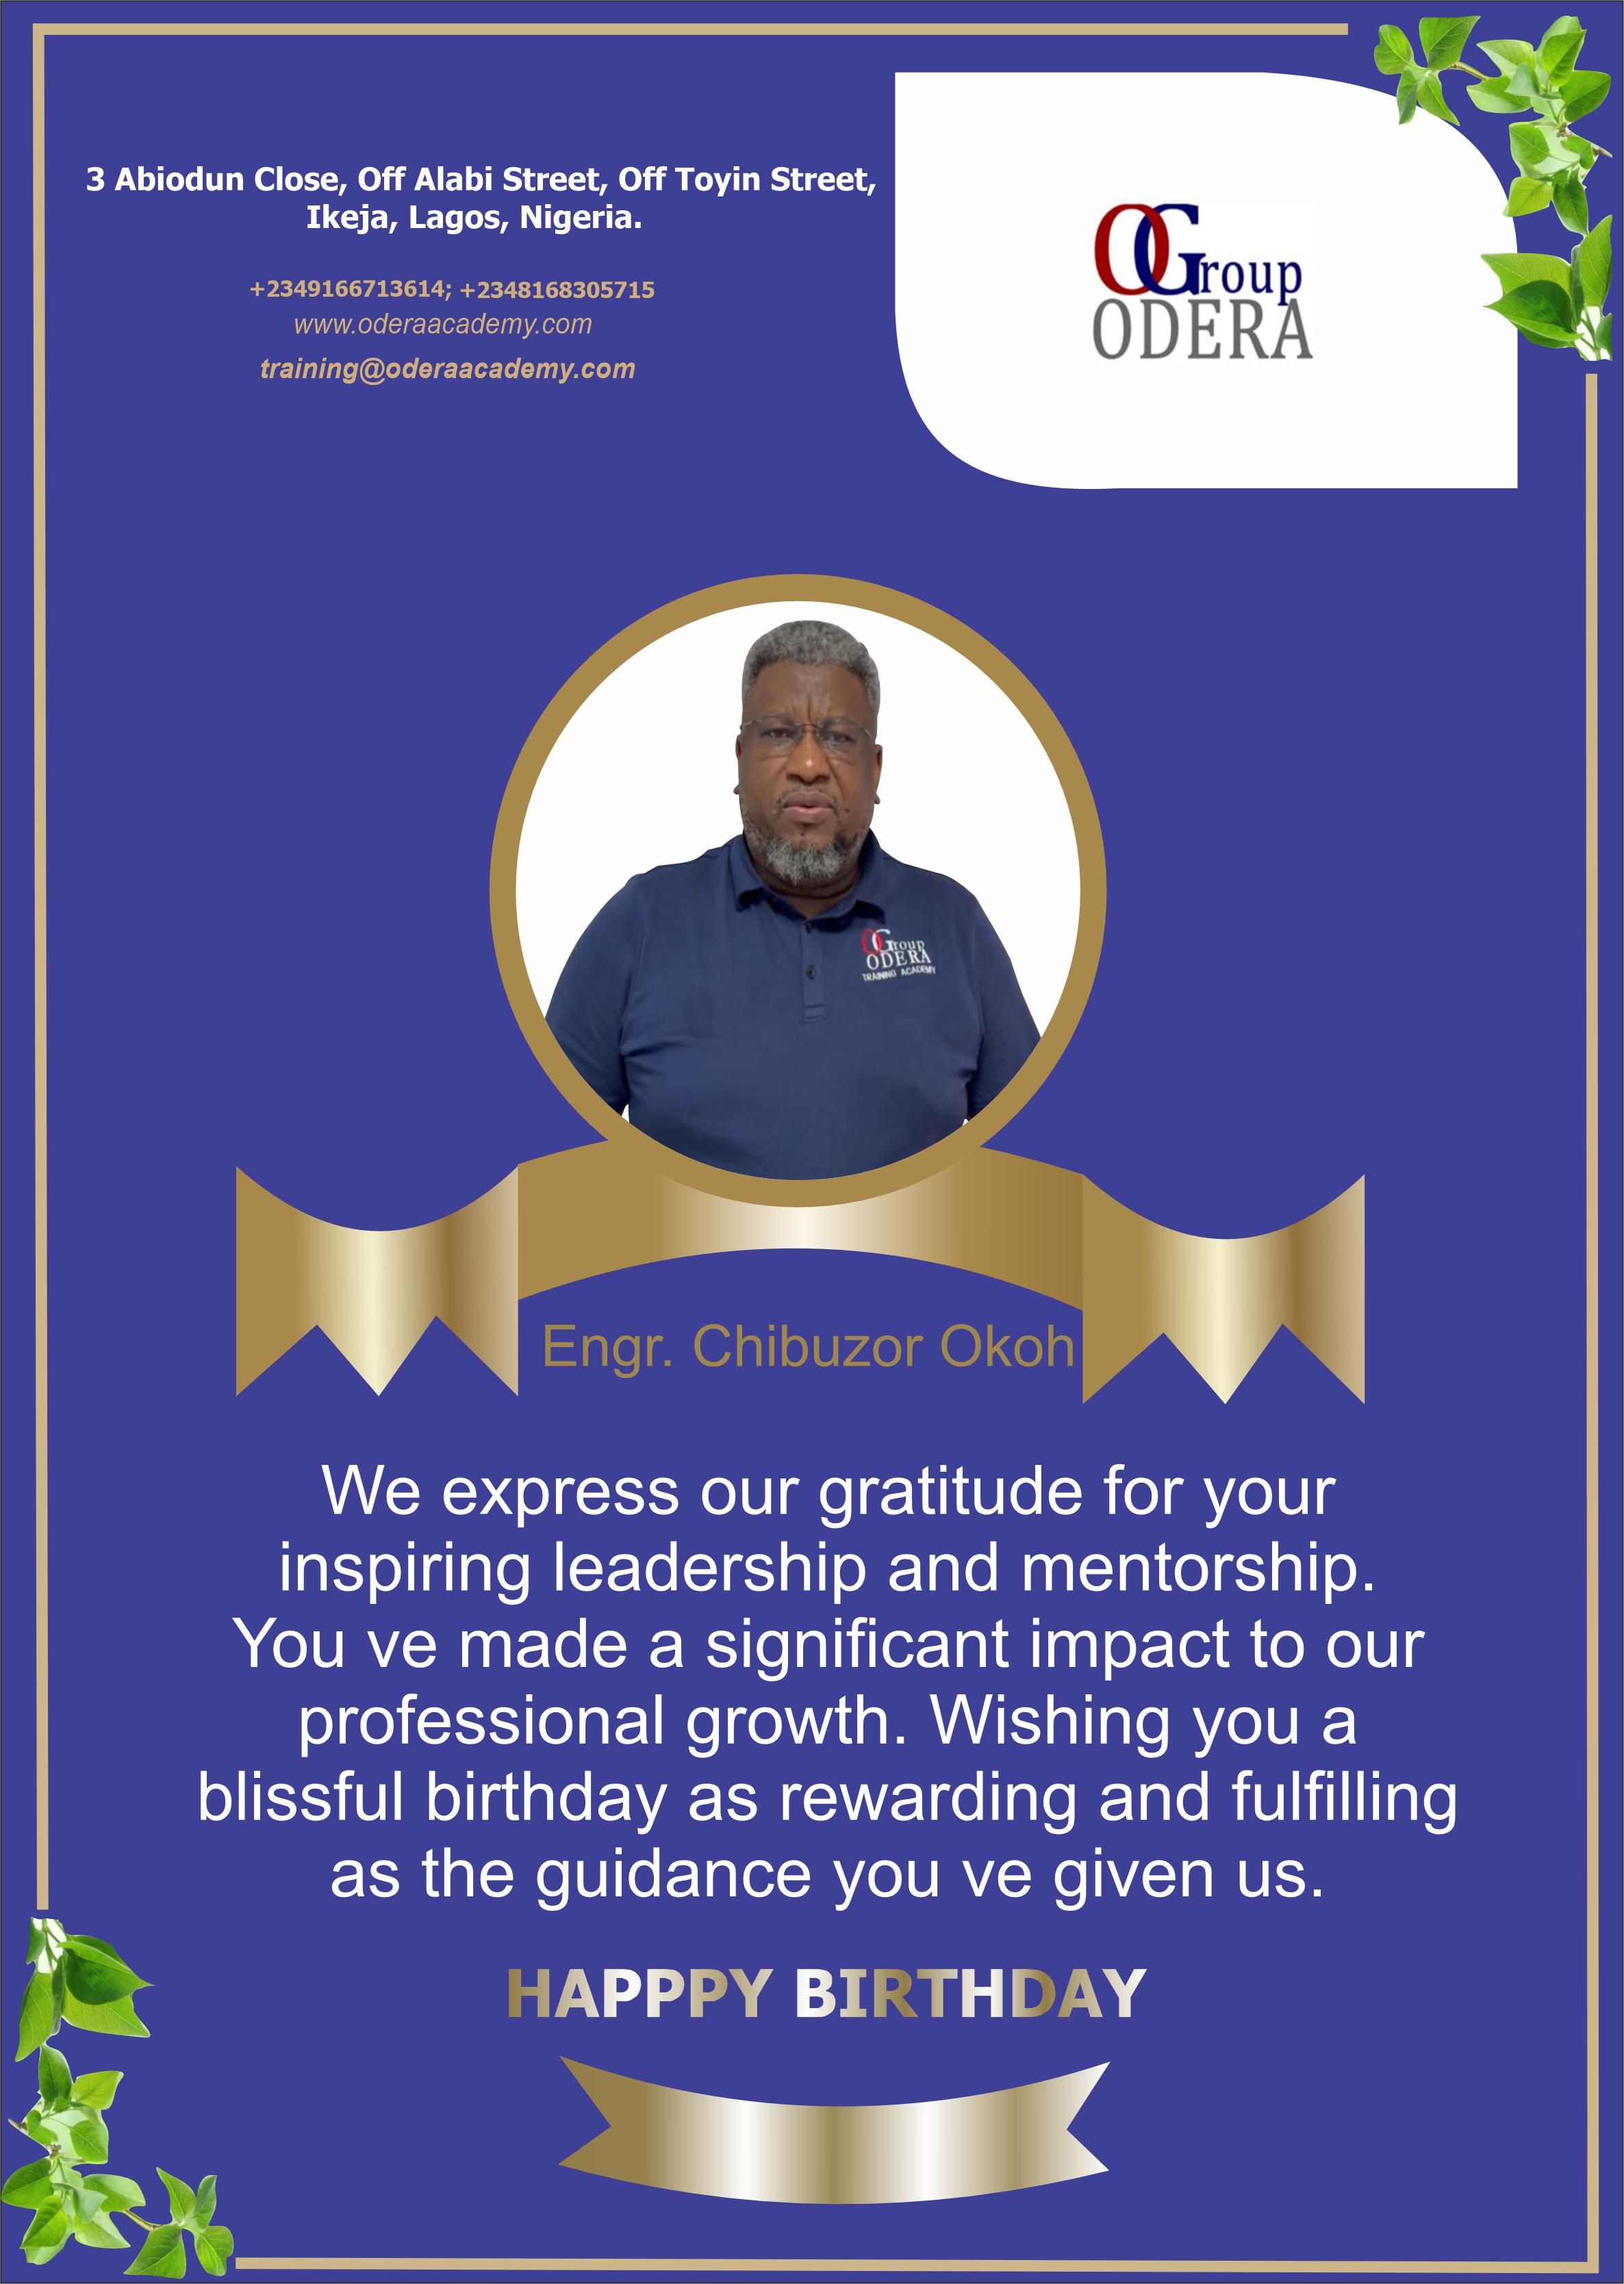 3 Abiodun Close, Off Alabi Street, Off Toyin Street,
Ikeja, Lagos, Nigeria.
+2349166713614; +2348168305715
www.oderaacademy.com
training@oderaacademy.com
OGroup
ODERA
OGroup
ODERA
TRAINING ACADEMY
Engr. Chibuzor Okoh
We express our gratitude for your
inspiring leadership and mentorship.
You ve made a significant impact to our
professional growth. Wishing you a
blissful birthday as rewarding and fulfilling
as the guidance you ve given us.
HAPPPY BIRTHDAY